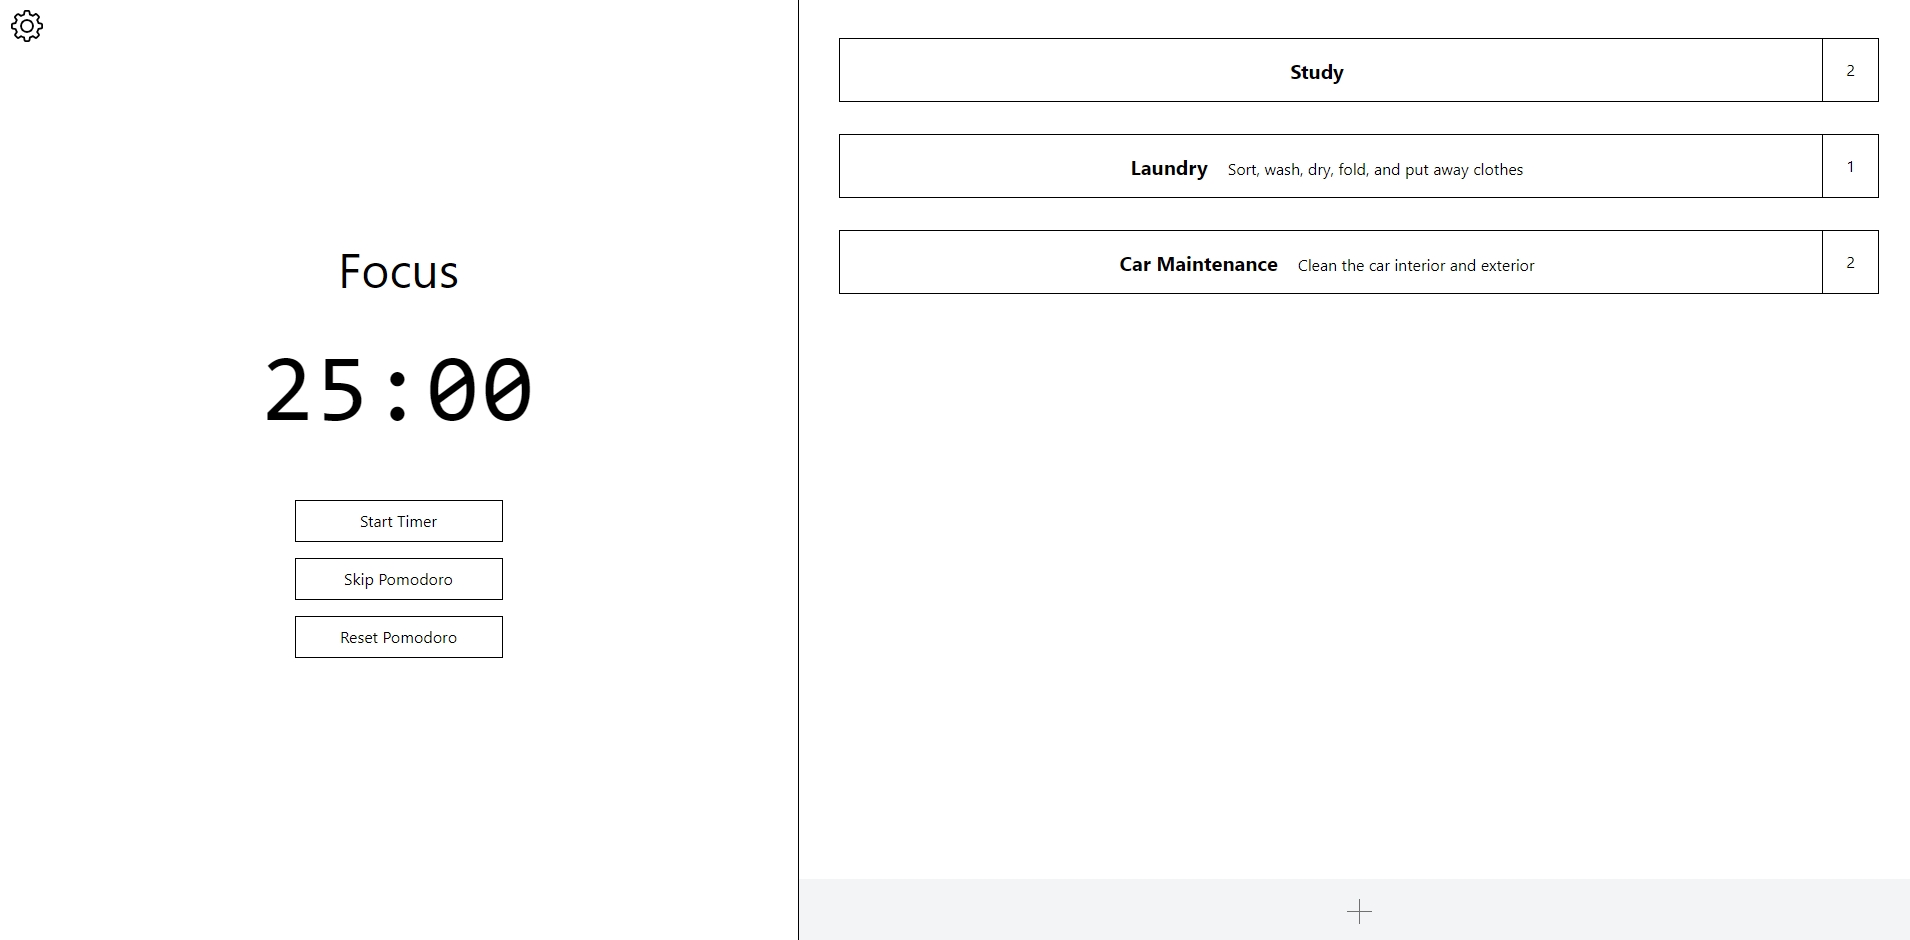 Focus
25:00
Start Timer
Skip Pomodoro
Reset Pomodoro
Study 2
Laundry Sort, wash, dry, fold, and put away clothes 1
Car Maintenance Clean the car interior and exterior 2